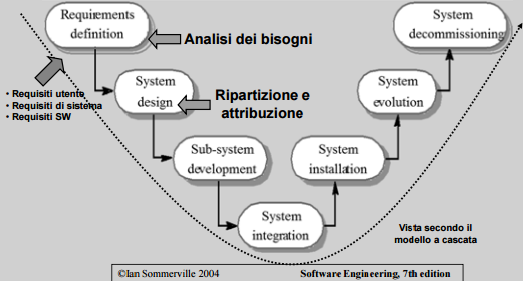 Requirements
definition
Analisi dei bisogni
• Requisiti utente
• Requisiti di sistema
• Requisiti SW
System
design
Ripartizione e
attribuzione
Sub-system
development
System
integration
System
installation
System
evolution
System
decommissioning
Vista secondo il
modello a cascata
©Ian Sommerville 2004 Software Engineering, 7th edition